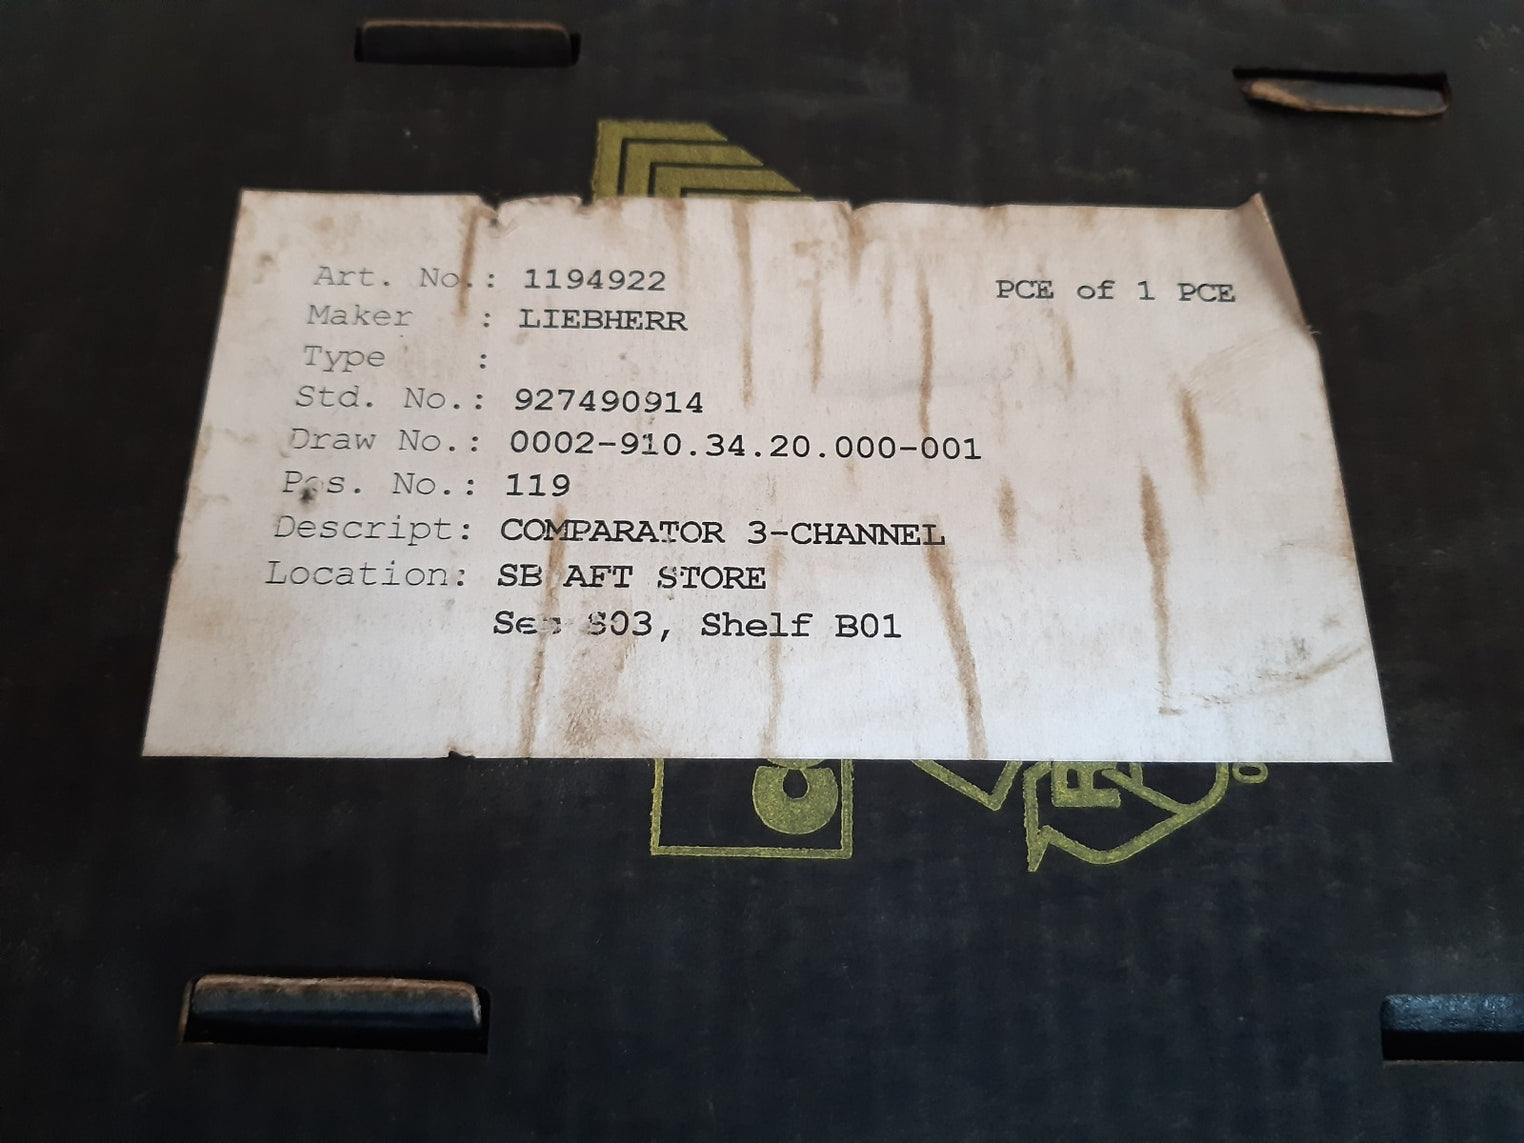 Art. No.: 1194922 PCE of 1 PCE
Maker : LIEBHERR
Type :
Std. No.: 927490914
Draw No.: 0002-910.34.20.000-001
Pos. No.: 119
Descript: COMPARATOR 3-CHANNEL
Location: SB AFT STORE
S03, Shelf B01